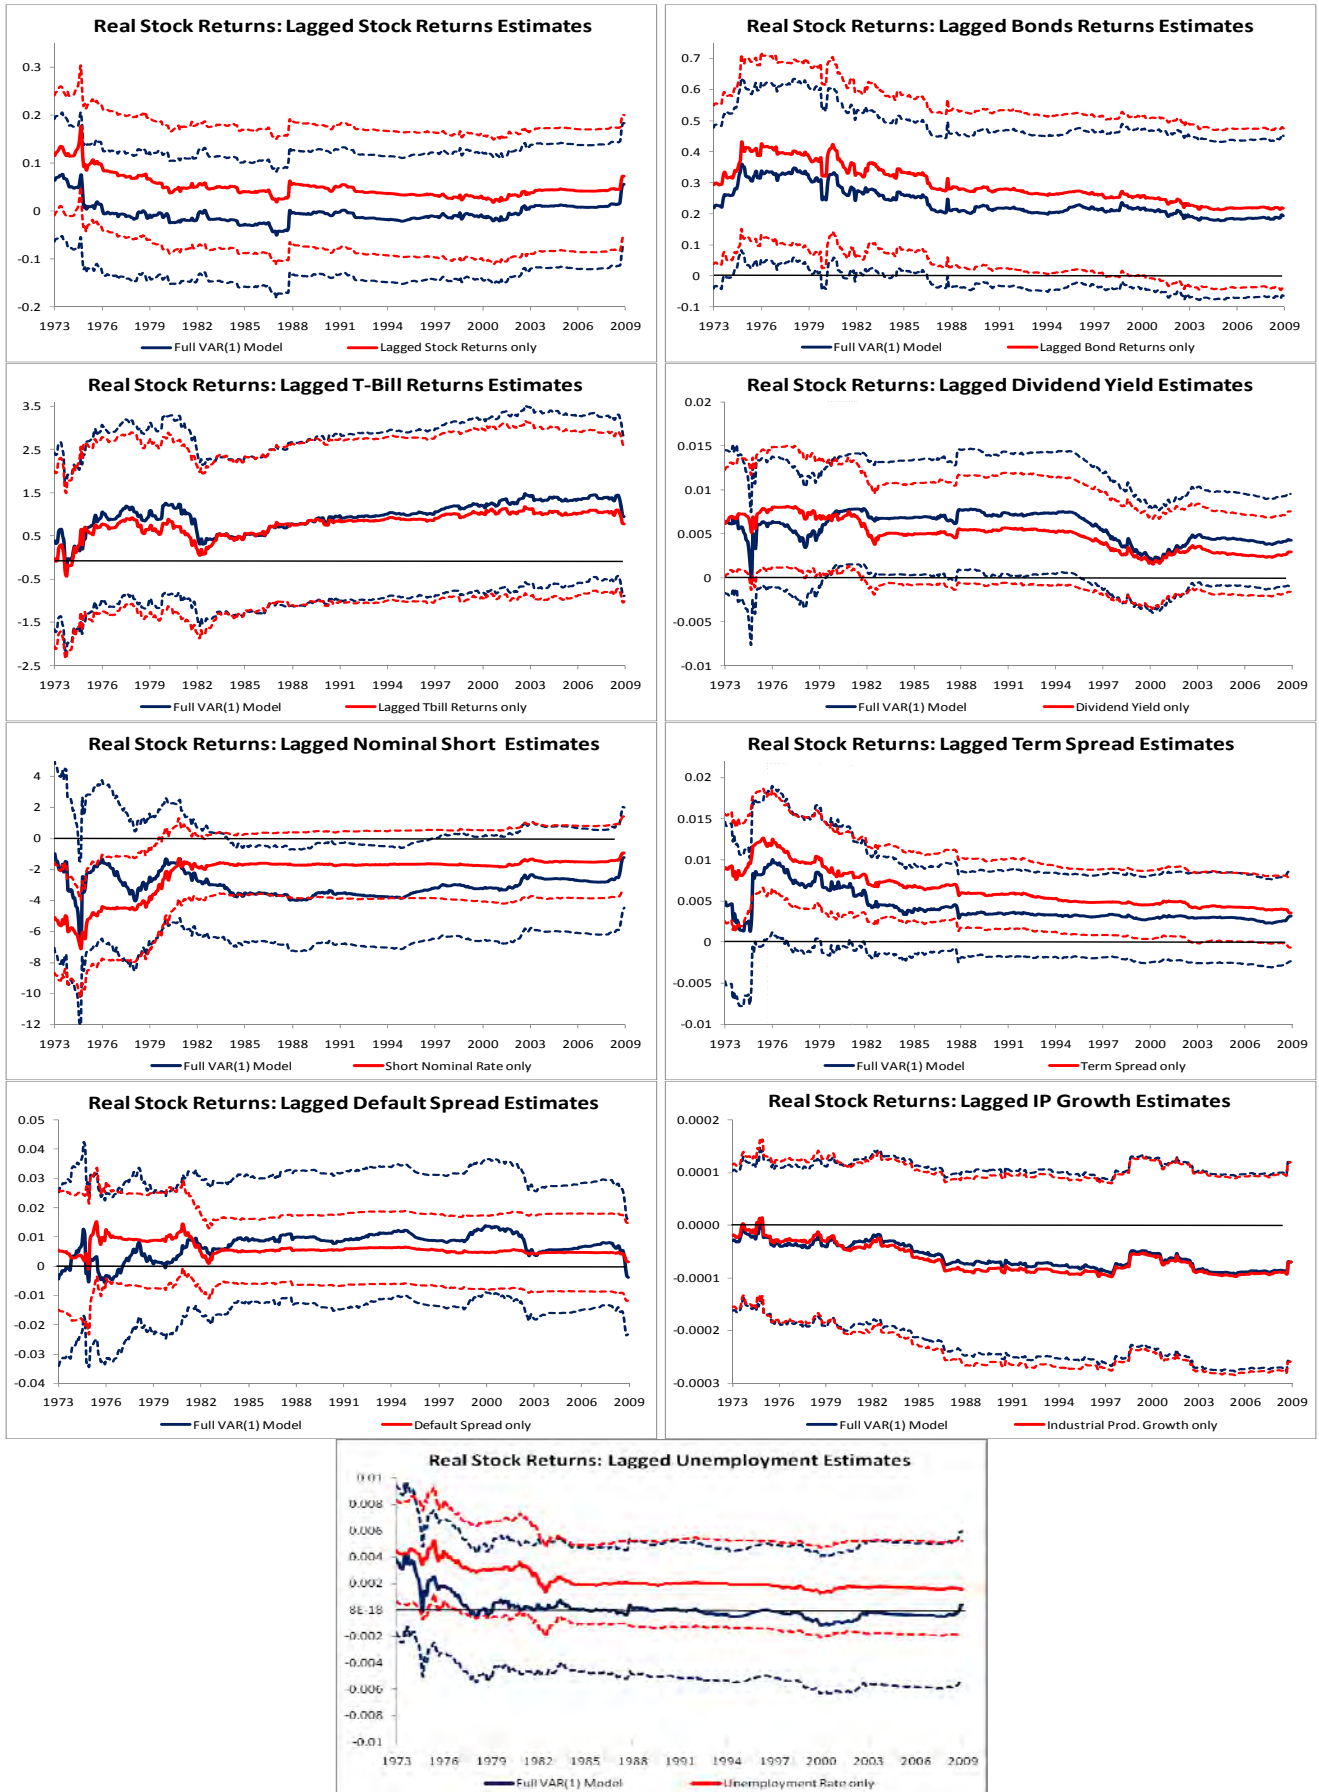 Real Stock Returns: Lagged Stock Returns Estimates
0.3
0.2
0.1
0
-0.1
-0.2
1973 1976 1979 1982 1985 1988 1991 1994 1997 2000 2003 2006 2009
Full VAR(1) Model Lagged Stock Returns only
Real Stock Returns: Lagged Bonds Returns Estimates
0.7
0.6
0.5
0.4
0.3
0.2
0.1
0
-0.1
1973 1976 1979 1982 1985 1988 1991 1994 1997 2000 2003 2006 2009
Full VAR(1) Model Lagged Bond Returns only
Real Stock Returns: Lagged T-Bill Returns Estimates
3.5
2.5
1.5
0.5
-0.5
-1.5
-2.5
1973 1976 1979 1982 1985 1988 1991 1994 1997 2000 2003 2006 2009
Full VAR(1) Model Lagged Tbill Returns only
Real Stock Returns: Lagged Dividend Yield Estimates
0.02
0.015
0.01
0.005
0
-0.005
-0.01
1973 1976 1979 1982 1985 1988 1991 1994 1997 2000 2003 2006 2009
Full VAR(1) Model Dividend Yield only
Real Stock Returns: Lagged Nominal Short Estimates
4
2
0
-2
-4
-6
-8
-10
-12
1973 1976 1979 1982 1985 1988 1991 1994 1997 2000 2003 2006 2009
Full VAR(1) Model Short Nominal Rate only
Real Stock Returns: Lagged Term Spread Estimates
0.02
0.015
0.01
0.005
0
-0.005
-0.01
1973 1976 1979 1982 1985 1988 1991 1994 1997 2000 2003 2006 2009
Full VAR(1) Model Term Spread only
Real Stock Returns: Lagged Default Spread Estimates
0.05
0.04
0.03
0.02
0.01
0
-0.01
-0.02
-0.03
-0.04
1973 1976 1979 1982 1985 1988 1991 1994 1997 2000 2003 2006 2009
Full VAR(1) Model Default Spread only
Real Stock Returns: Lagged IP Growth Estimates
0.0002
0.0001
0.0000
-0.0001
-0.0002
-0.0003
1973 1976 1979 1982 1985 1988 1991 1994 1997 2000 2003 2006 2009
Full VAR(1) Model Industrial Prod. Growth only
Real Stock Returns: Lagged Unemployment Estimates
0.01
0.008
0.006
0.004
0.002
8E-18
-0.002
-0.004
-0.006
-0.008
-0.01
1973 1976 1979 1982 1985 1988 1991 1994 1997 2000 2003 2006 2009
Full VAR(1) Model Unemployment Rate only